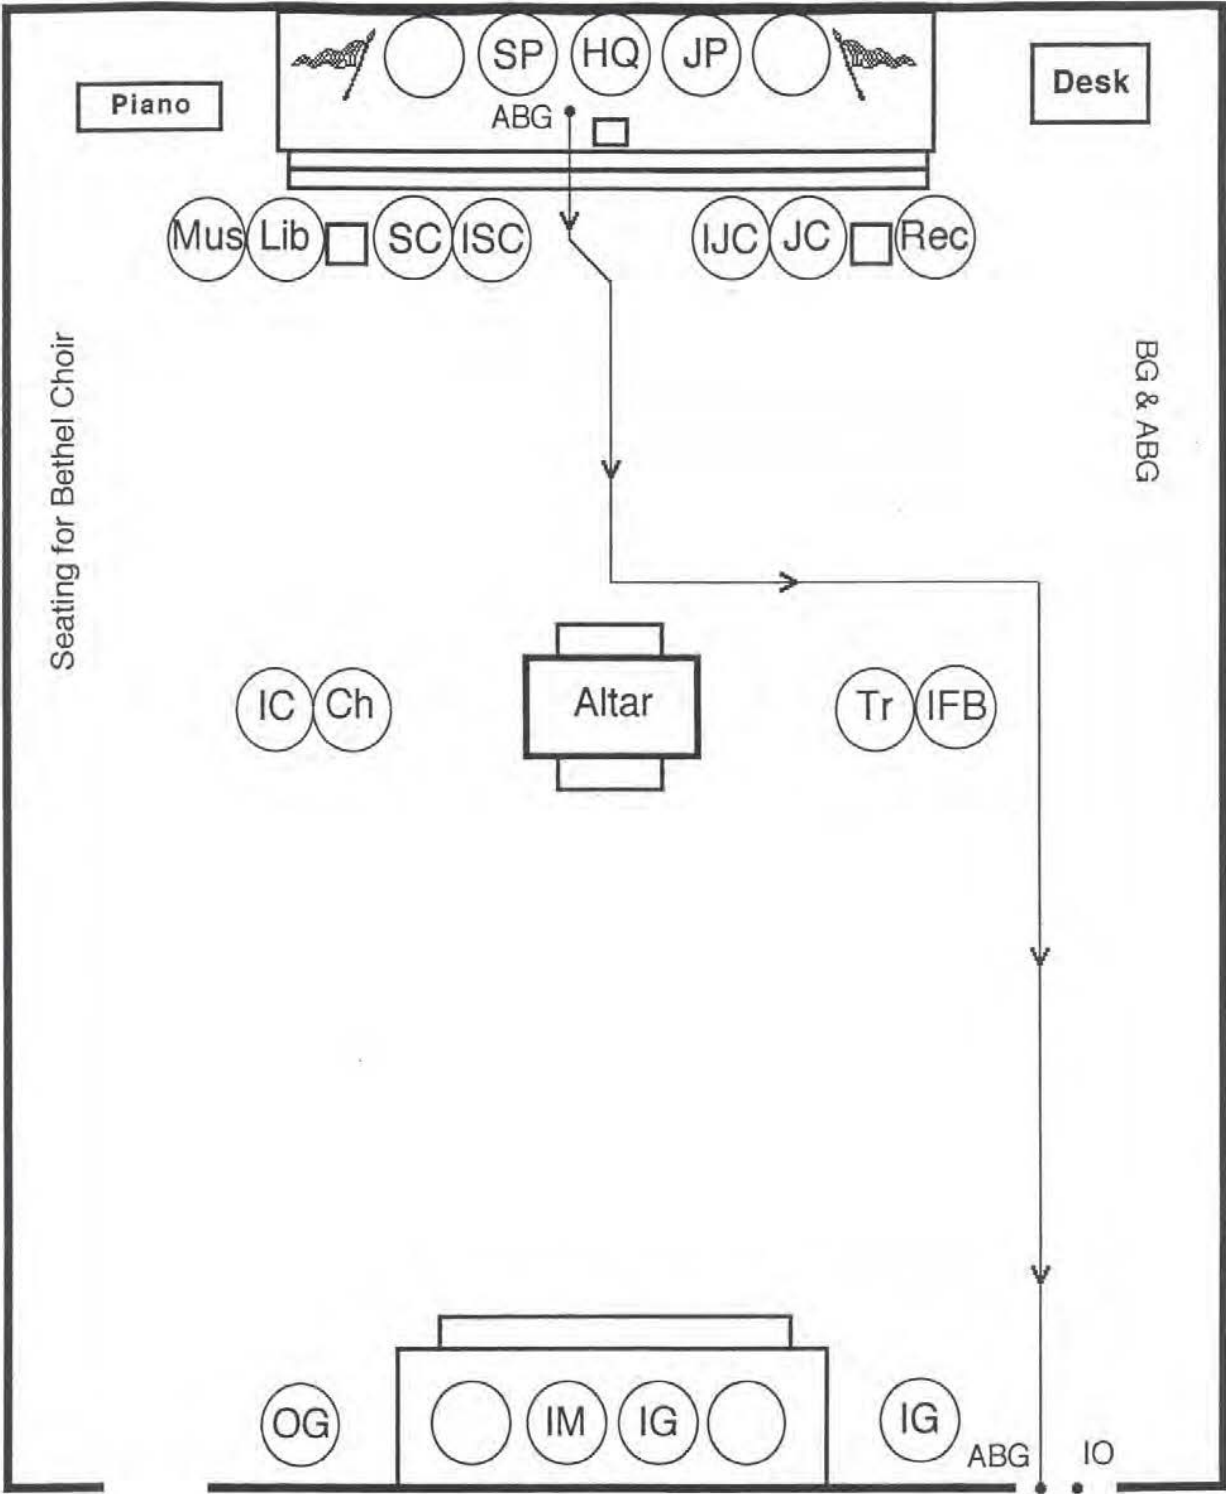 SP
HQ
JP
Piano
Desk
ABG
Mus
Lib
SC
ISC
IJC
JC
Rec
Seating for Bethel Choir
BG & ABG
IC
Ch
Altar
Tr
IFB
OG
IM
IG
IG
ABG
IO